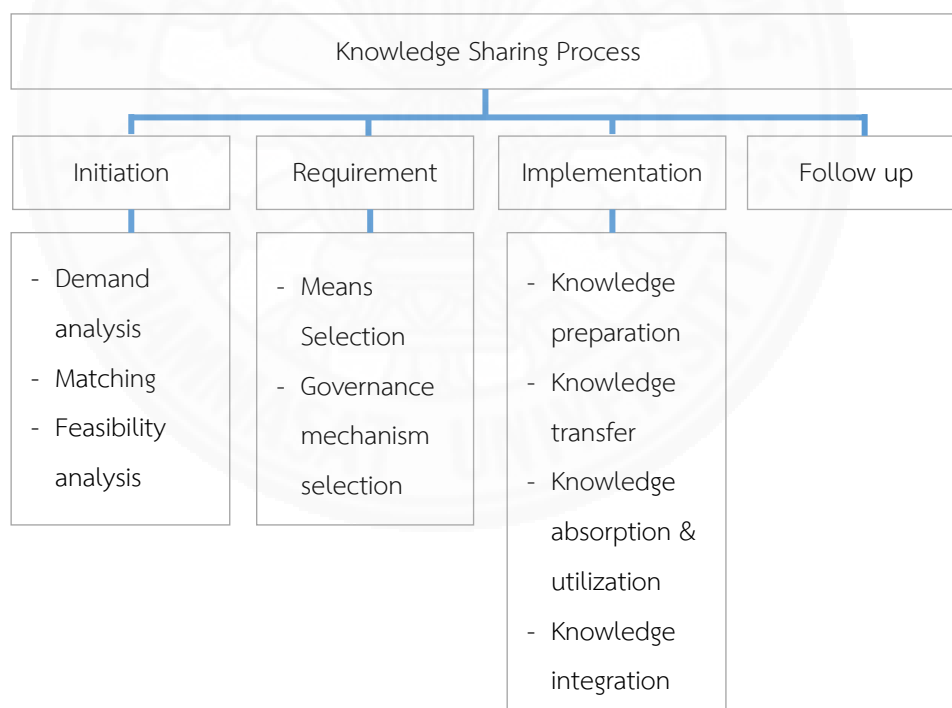 Knowledge Sharing Process
Initiation
Requirement
Implementation
Follow up
- Demand
analysis
- Matching
- Feasibility
analysis
- Means
Selection
- Governance
mechanism
selection
- Knowledge
preparation
- Knowledge
transfer
- Knowledge
absorption &
utilization
- Knowledge
integration